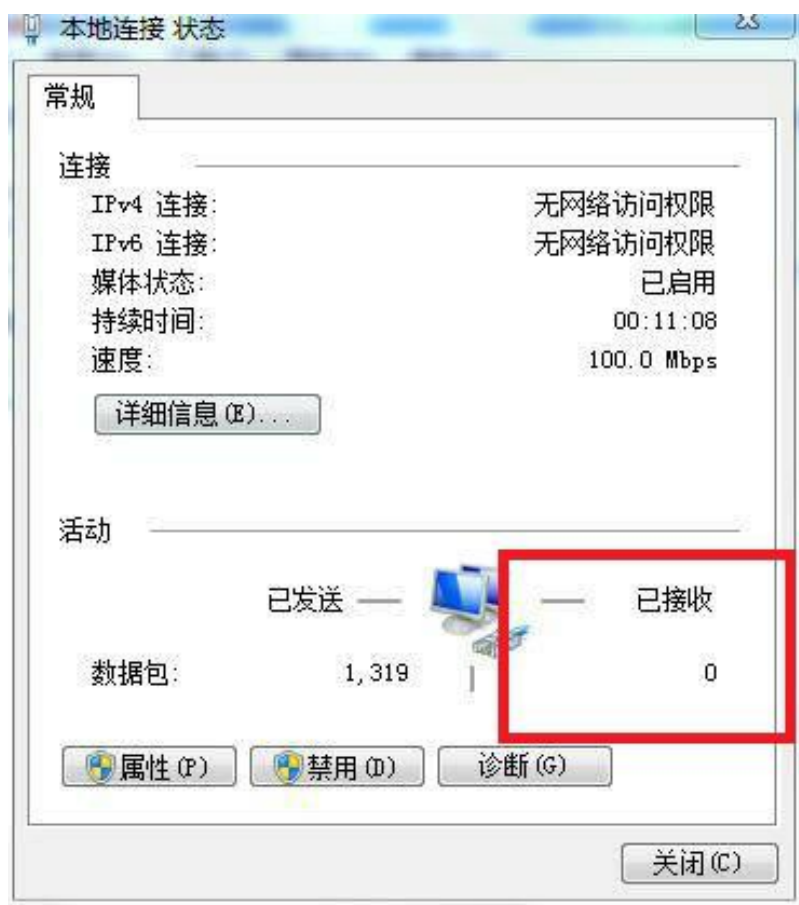 本地连接 状态
常规
连接
IPv4 连接: 无网络访问权限
IPv6 连接: 无网络访问权限
媒体状态: 已启用
持续时间: 00:11:08
速度: 100.0 Mbps
详细信息(E)...
活动
已发送 — — 已接收
数据包: 1,319 | 0
属性(P) 禁用(D) 诊断(G)
关闭(C)